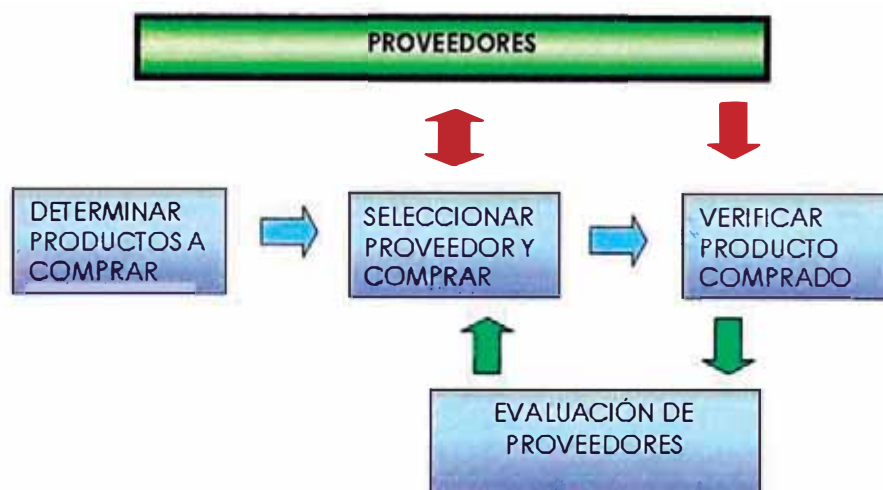 PROVEEDORES
DETERMINAR
PRODUCTOS A
COMPRAR
SELECCIONAR
PROVEEDOR Y
COMPRAR
VERIFICAR
PRODUCTO
COMPRADO
EVALUACIÓN DE
PROVEEDORES